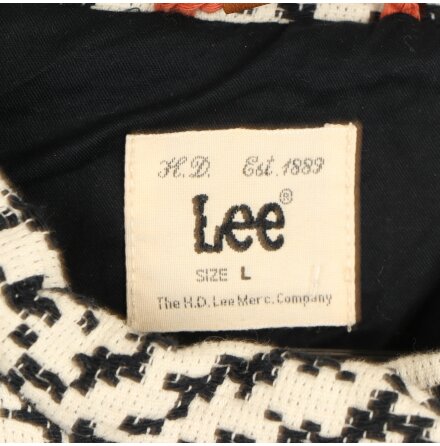 H.D. Est. 1889
Lee®
SIZE L
The H.D. Lee Merc. Company